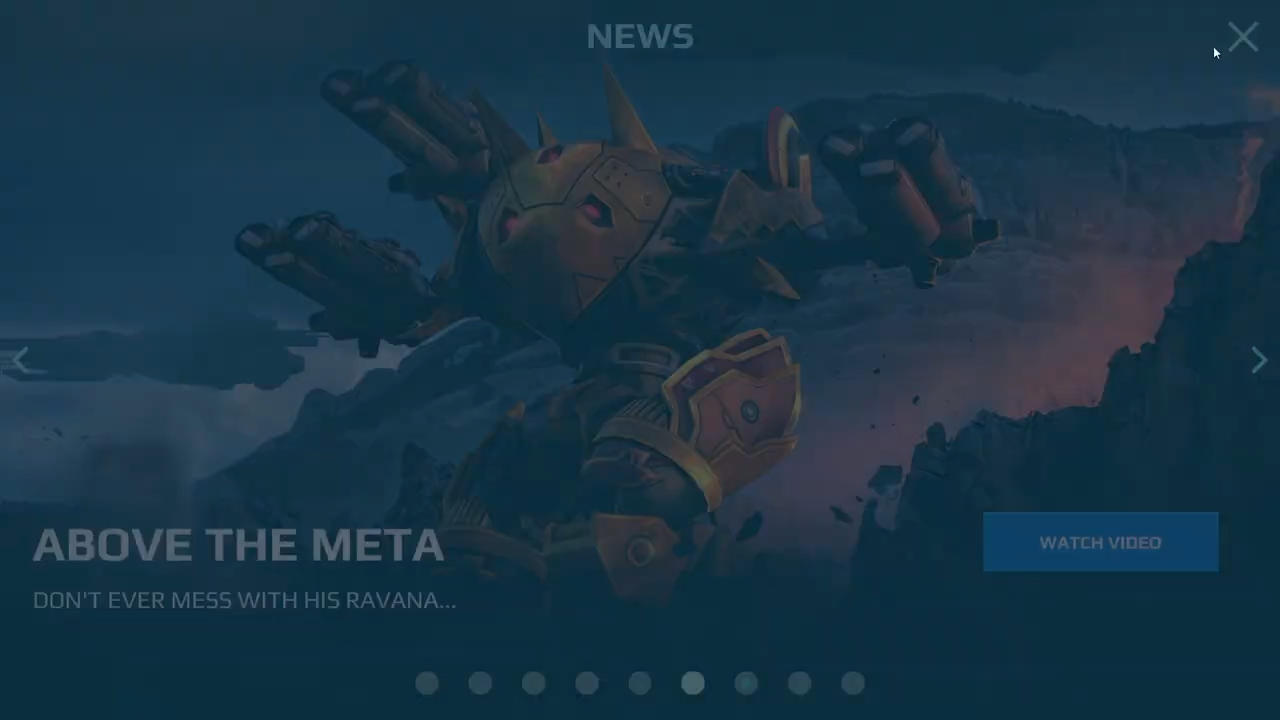 NEWS
ABOVE THE META
WATCH VIDEO
DON'T EVER MESS WITH HIS RAVANA...